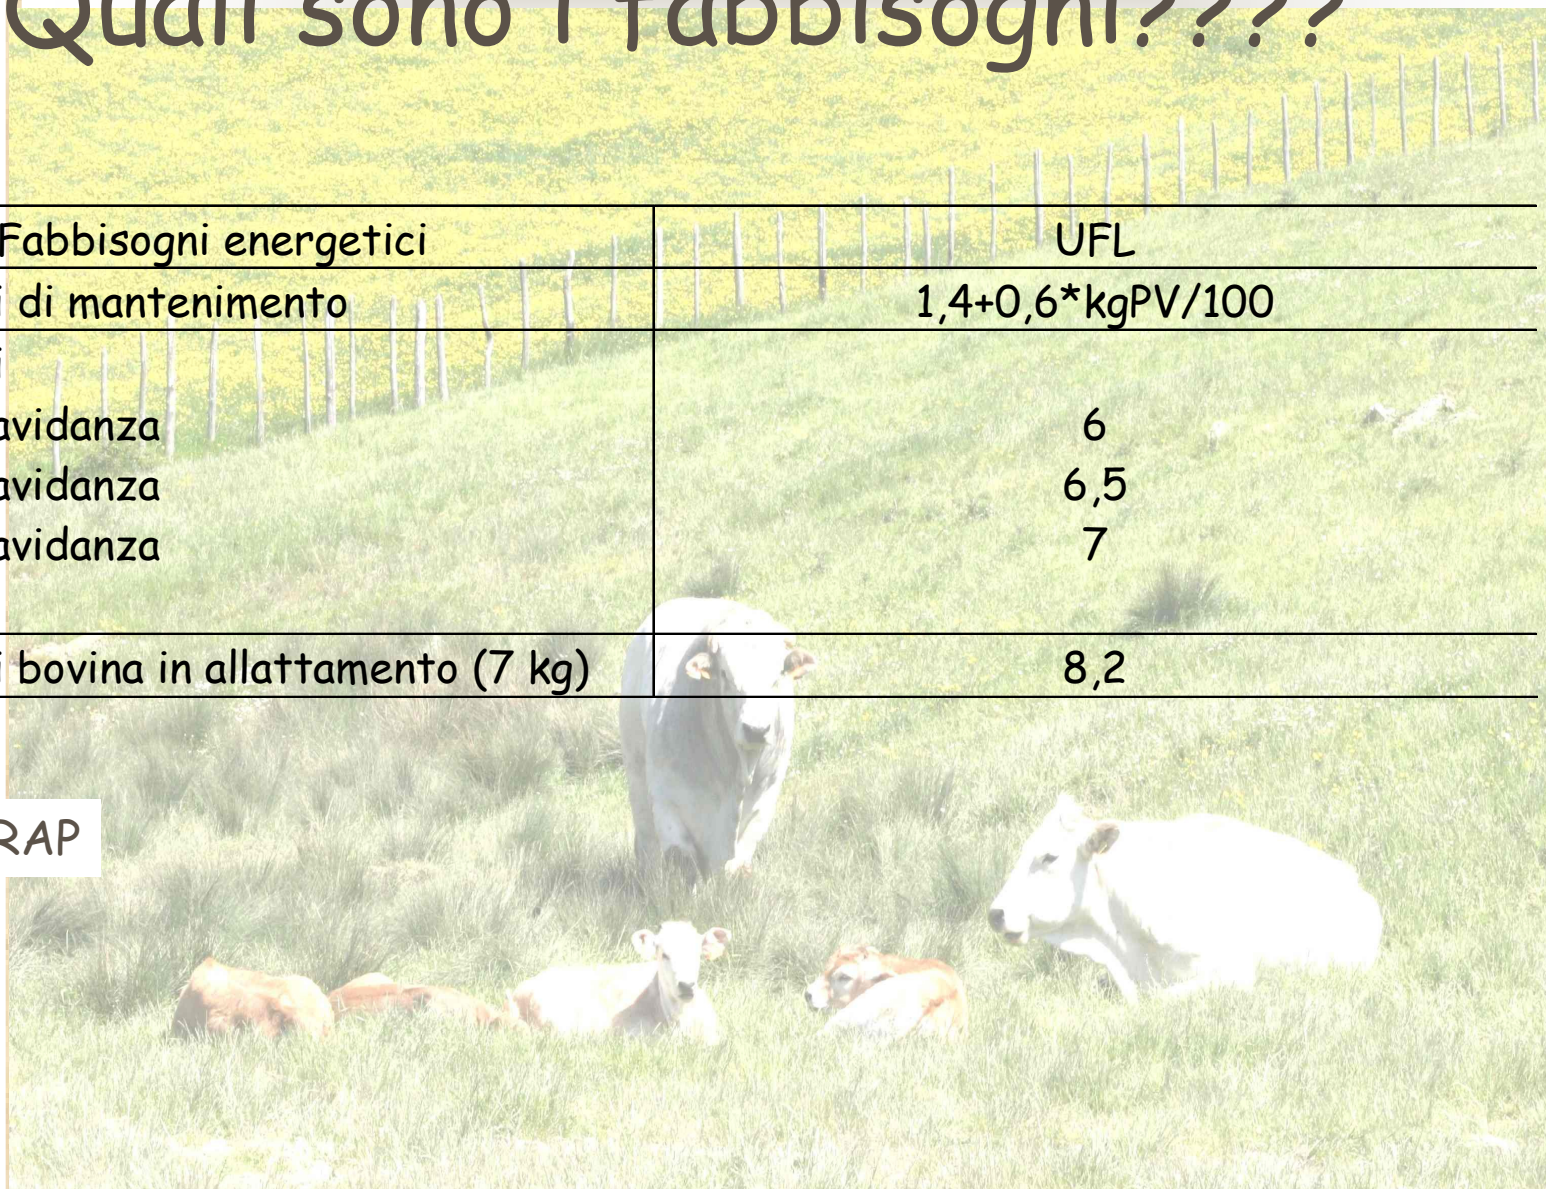 Quali sono i fabbisogni????
Fabbisogni energetici UFL
i di mantenimento 1,4+0,6*kgPV/100
i
avidanza 6
avidanza 6,5
avidanza 7
i bovina in allattamento (7 kg) 8,2
RAP